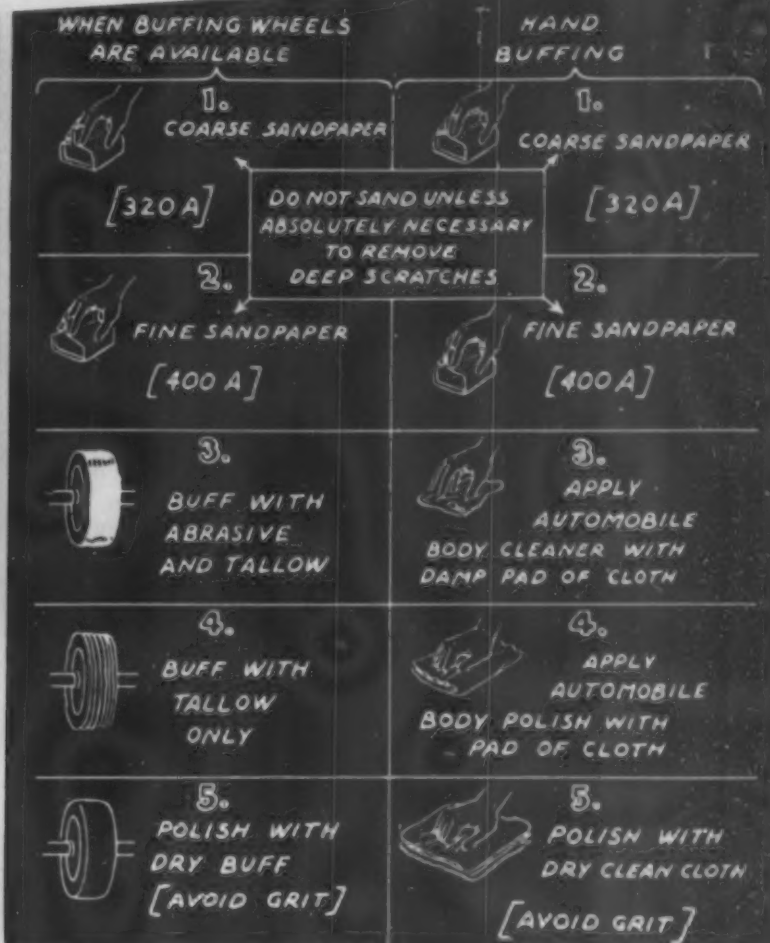 WHEN BUFFING WHEELS
ARE AVAILABLE
1.
COARSE SANDPAPER
[320 A]
2.
FINE SANDPAPER
[400 A]
3.
BUFF WITH
ABRASIVE
AND TALLOW
4.
BUFF WITH
TALLOW
ONLY
5.
POLISH WITH
DRY BUFF
[AVOID GRIT]
DO NOT SAND UNLESS
ABSOLUTELY NECESSARY
TO REMOVE
DEEP SCRATCHES
HAND
BUFFING
1.
COARSE SANDPAPER
[320 A]
2.
FINE SANDPAPER
[400 A]
3.
APPLY
AUTOMOBILE
BODY CLEANER WITH
DAMP PAD OF CLOTH
4.
APPLY
AUTOMOBILE
BODY POLISH WITH
PAD OF CLOTH
5.
POLISH WITH
DRY CLEAN CLOTH
[AVOID GRIT]